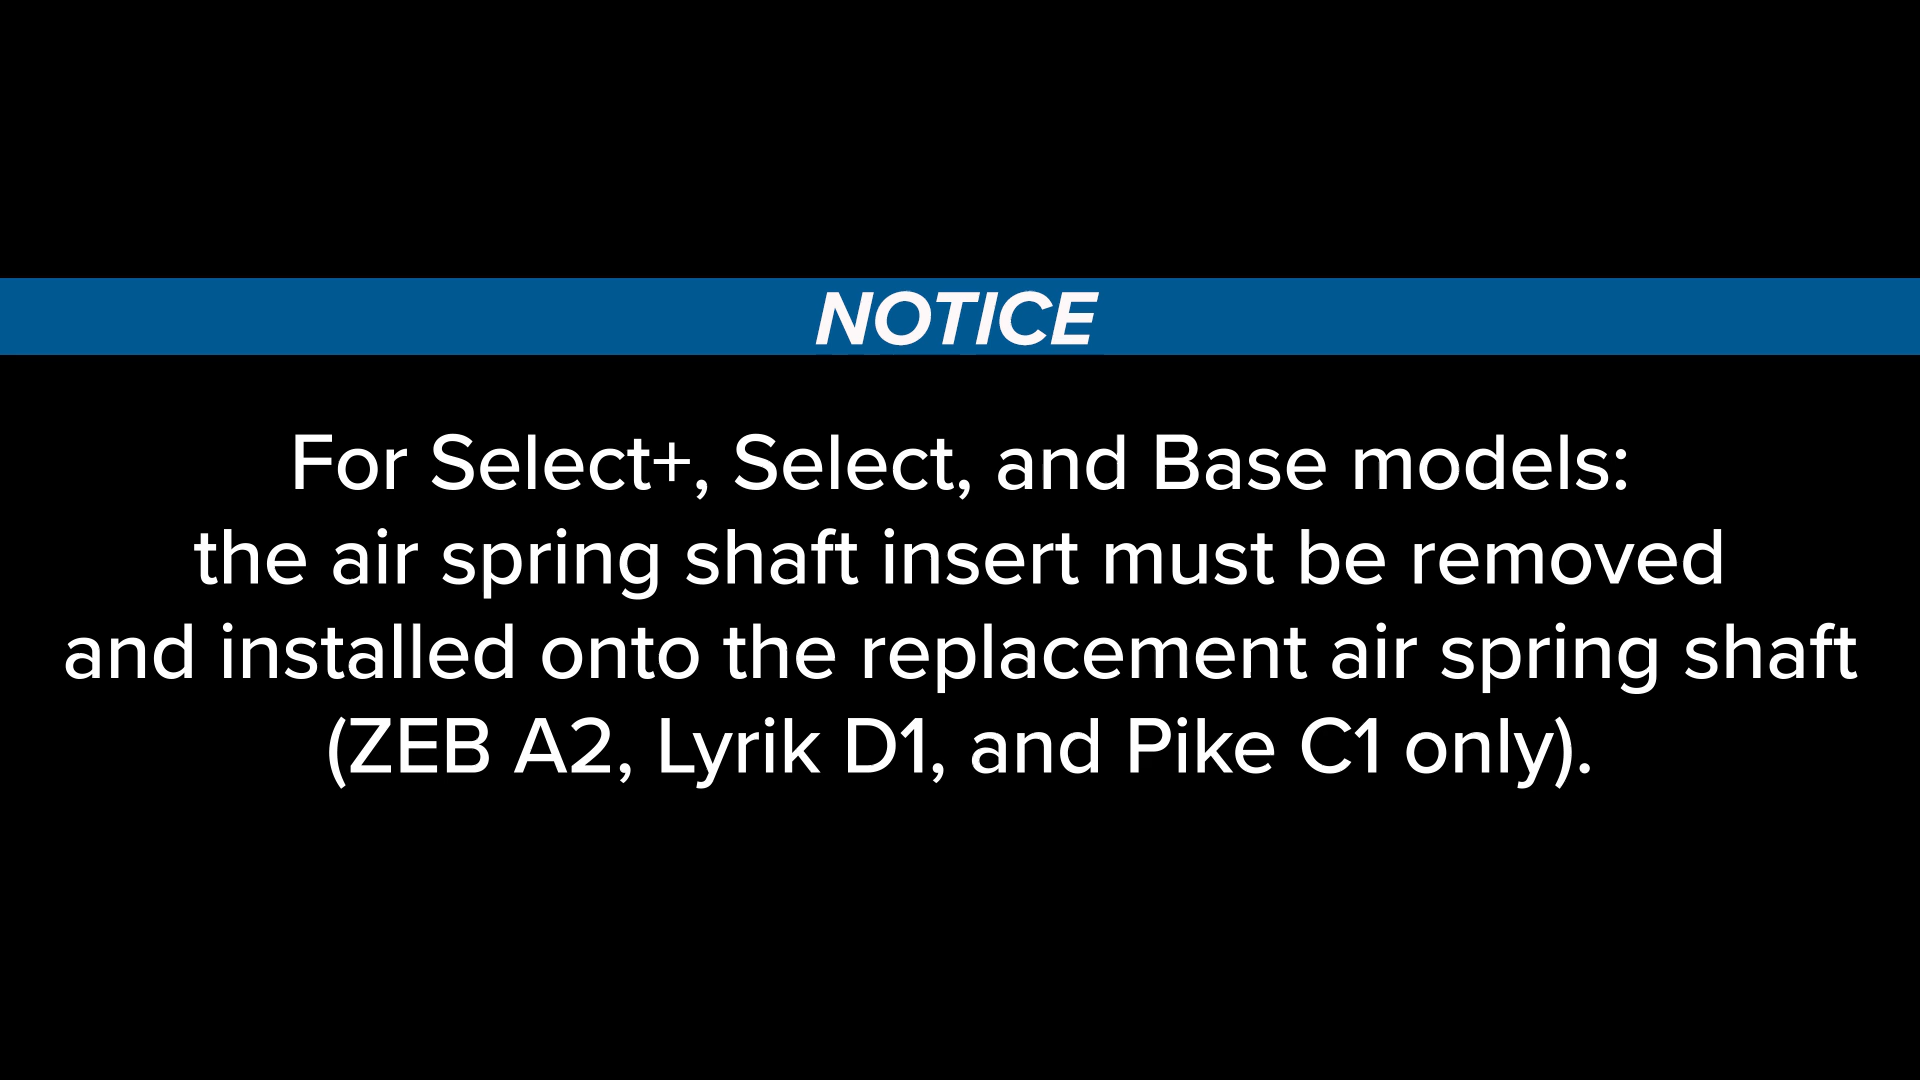 NOTICE
For Select+, Select, and Base models:
the air spring shaft insert must be removed
and installed onto the replacement air spring shaft
(ZEB A2, Lyrik D1, and Pike C1 only).